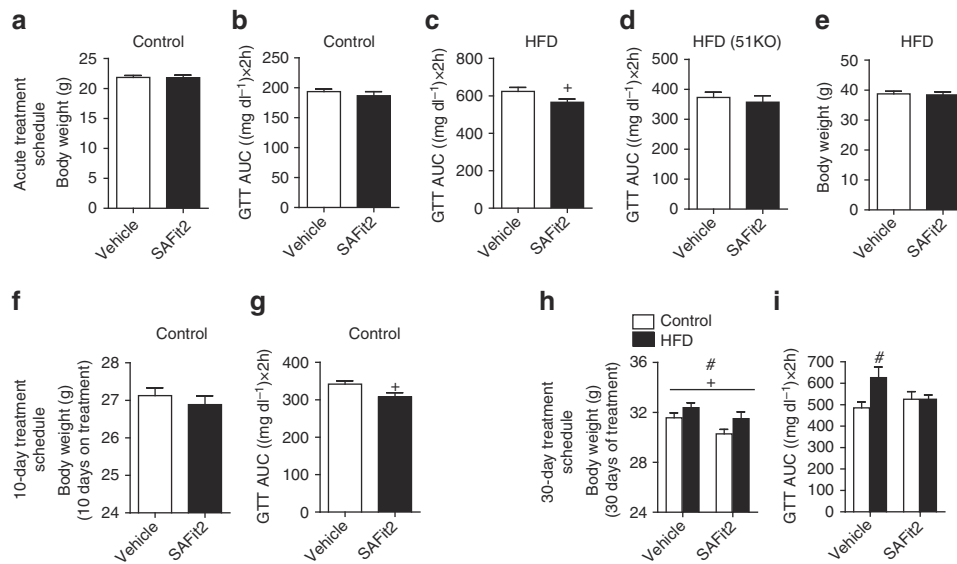 a
Acute treatment
schedule
Control
Body weight (g)
25
20
15
10
5
0
Vehicle
SAFit2
b
Control
GTT AUC ((mg dl⁻¹)×2h)
250
200
150
100
50
0
Vehicle
SAFit2
c
HFD
GTT AUC ((mg dl⁻¹)×2h)
800
600
400
200
0
+
Vehicle
SAFit2
d
HFD (51KO)
GTT AUC ((mg dl⁻¹)×2h)
500
400
300
200
100
0
Vehicle
SAFit2
e
HFD
Body weight (g)
50
40
30
20
10
0
Vehicle
SAFit2
f
10-day treatment
schedule
Control
Body weight (g)
(10 days on treatment)
28
27
26
24
Vehicle
SAFit2
g
Control
GTT AUC ((mg dl⁻¹)×2h)
400
300
200
100
0
+
Vehicle
SAFit2
h
30-day treatment
schedule
Control
HFD
Body weight (g)
(30 days of treatment)
36
32
28
24
#
+
Vehicle
SAFit2
i
GTT AUC ((mg dl⁻¹)×2h)
700
600
500
400
300
200
100
0
#
Vehicle
SAFit2